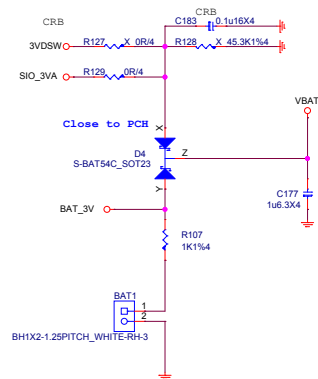 CRB
CRB
C183
0.1u16X4
3VDSW
R127
X
0R/4
R128
X
45.3K1%4
SIO_3VA
R129
0R/4
Close to PCH
X
VBAT
D4
Z
S-BAT54C_SOT23
Y
C177
1u6.3X4
BAT_3V
R107
1K1%4
BAT1
1
2
BH1X2-1.25PITCH_WHITE-RH-3